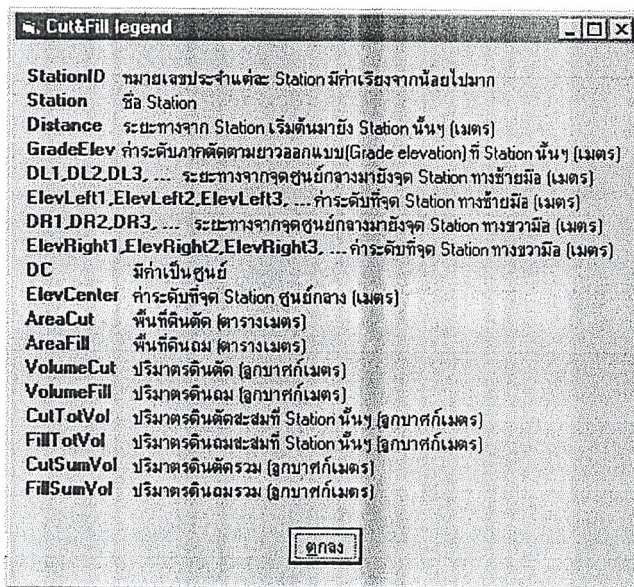 Cut&Fill legend
StationID หมายเลขประจำแต่ละ Station มีค่าเรียงจากน้อยไปมาก
Station ชื่อ Station
Distance ระยะทางจาก Station เริ่มต้นมายัง Station นั้นๆ (เมตร)
GradeElev ค่าระดับภาคตัดตามยาวออกแบบ(Grade elevation) ที่ Station นั้นๆ (เมตร)
DL1,DL2,DL3, ... ระยะทางจากจุดศูนย์กลางมายังจุด Station ทางซ้ายมือ (เมตร)
ElevLeft1,ElevLeft2,ElevLeft3, ... ค่าระดับที่จุด Station ทางซ้ายมือ (เมตร)
DR1,DR2,DR3, ... ระยะทางจากจุดศูนย์กลางมายังจุด Station ทางขวามือ (เมตร)
ElevRight1,ElevRight2,ElevRight3, ... ค่าระดับที่จุด Station ทางขวามือ (เมตร)
DC มีค่าเป็นศูนย์
ElevCenter ค่าระดับที่จุด Station ศูนย์กลาง (เมตร)
AreaCut พื้นที่ดินตัด (ตารางเมตร)
AreaFill พื้นที่ดินถม (ตารางเมตร)
VolumeCut ปริมาตรดินตัด (ลูกบาศก์เมตร)
VolumeFill ปริมาตรดินถม (ลูกบาศก์เมตร)
CutTotVol ปริมาตรดินตัดสะสมที่ Station นั้นๆ (ลูกบาศก์เมตร)
FillTotVol ปริมาตรดินถมสะสมที่ Station นั้นๆ (ลูกบาศก์เมตร)
CutSumVol ปริมาตรดินตัดรวม (ลูกบาศก์เมตร)
FillSumVol ปริมาตรดินถมรวม (ลูกบาศก์เมตร)
ตกลง